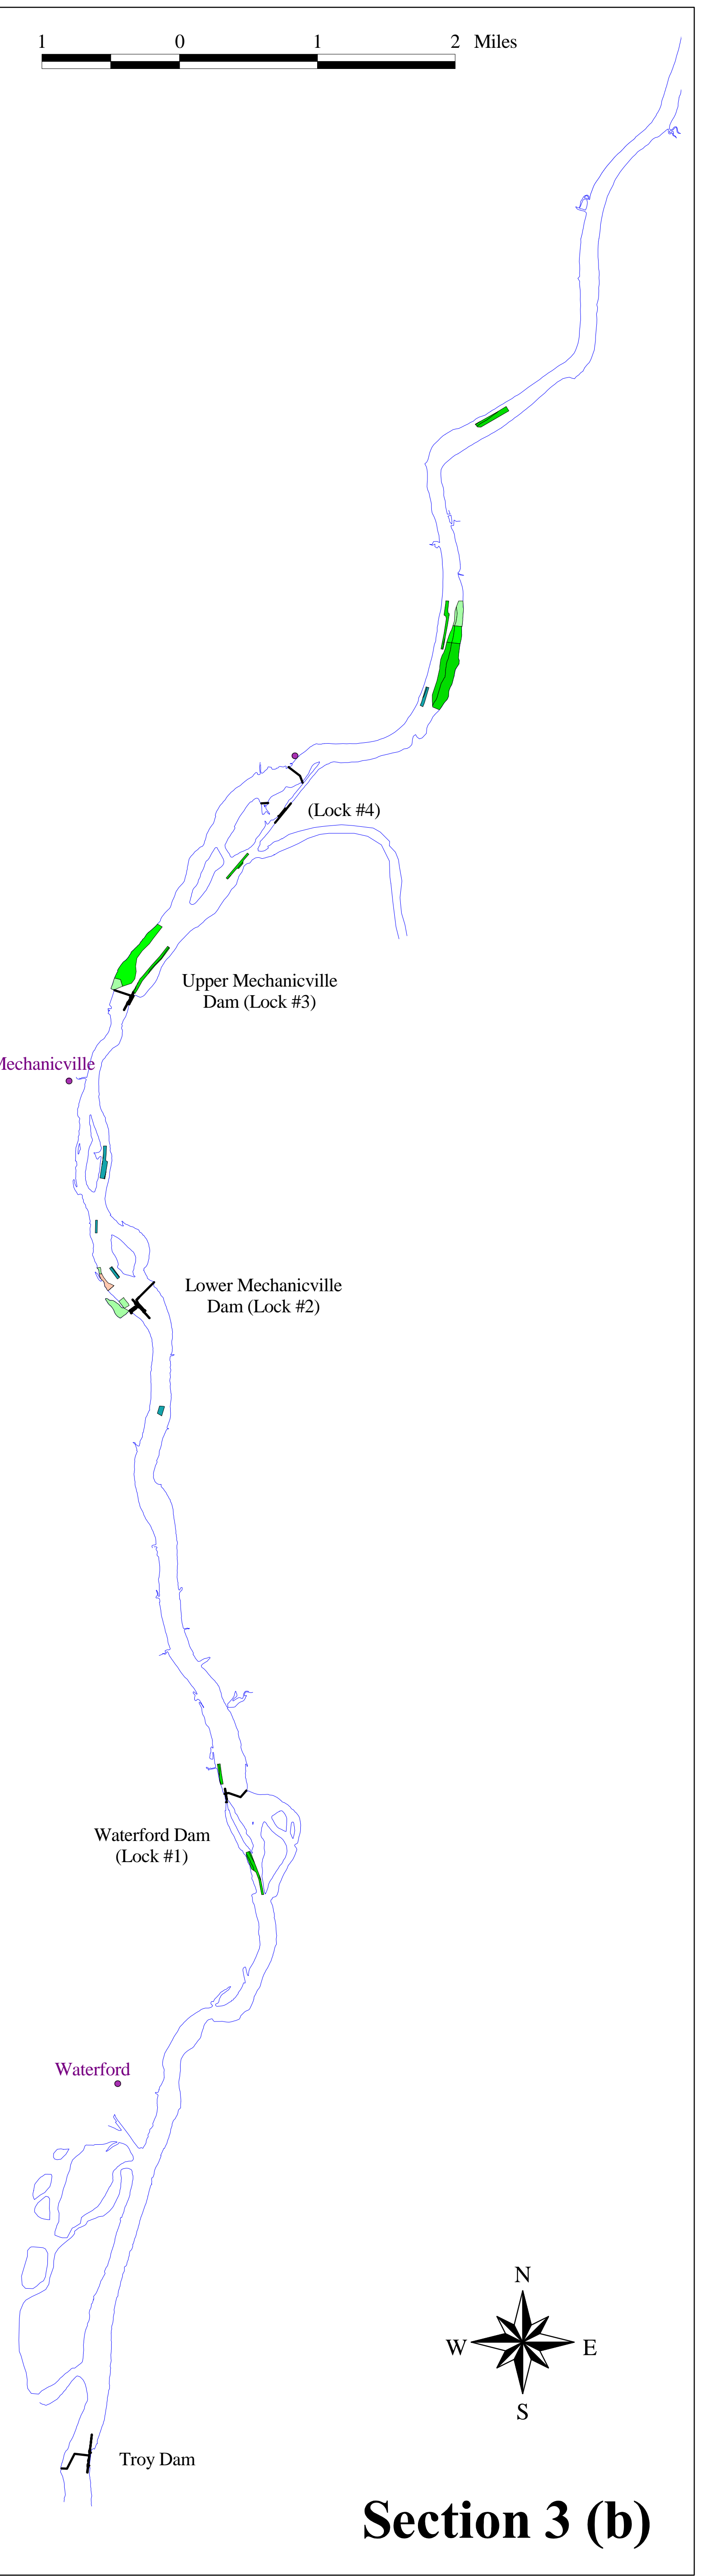 1 0 1 2 Miles
(Lock #4)
Upper Mechanicville
Dam (Lock #3)
Mechanicville
Lower Mechanicville
Dam (Lock #2)
Waterford Dam
(Lock #1)
Waterford
N
W E
S
Troy Dam
Section 3 (b)